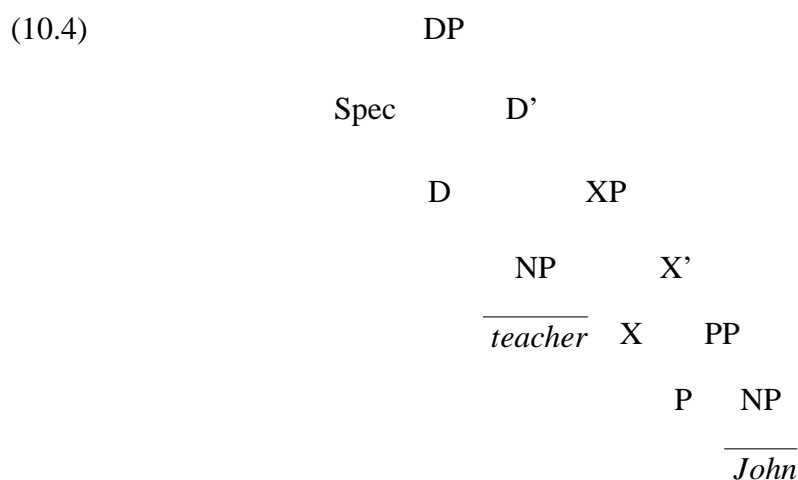 (10.4) DP
Spec D’
D XP
NP X’
teacher X PP
P NP
John